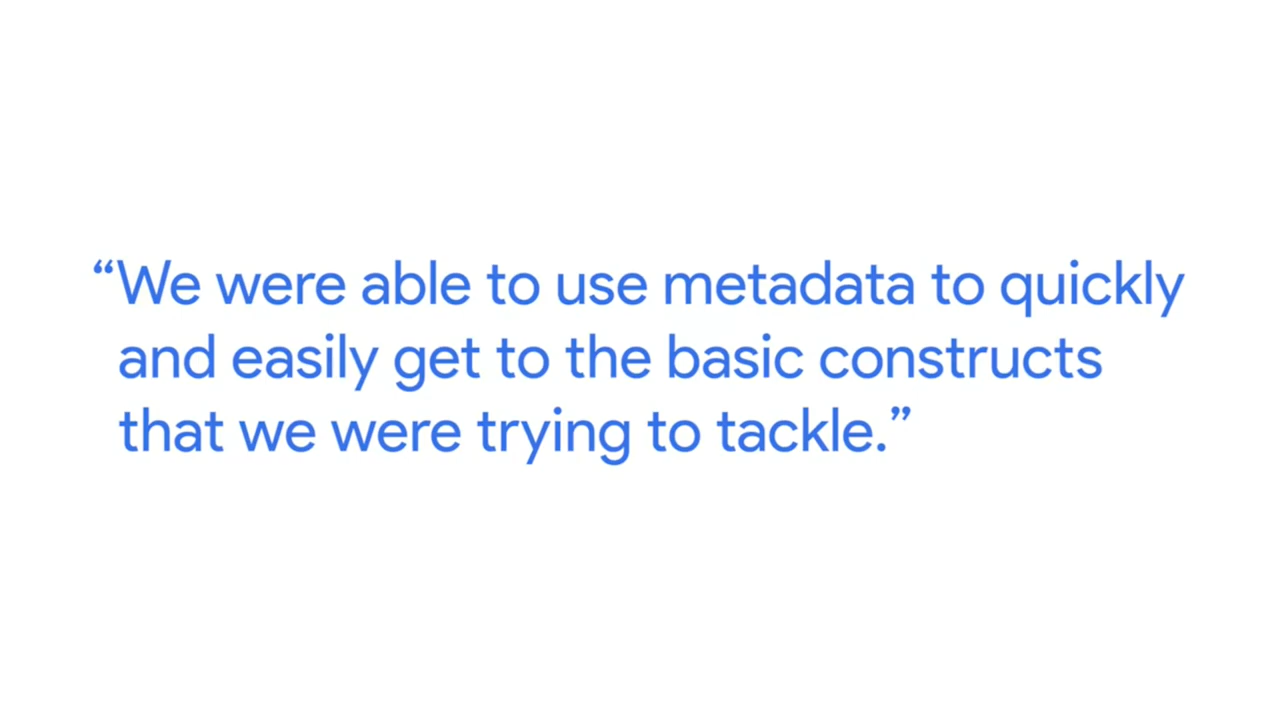 “We were able to use metadata to quickly
and easily get to the basic constructs
that we were trying to tackle.”